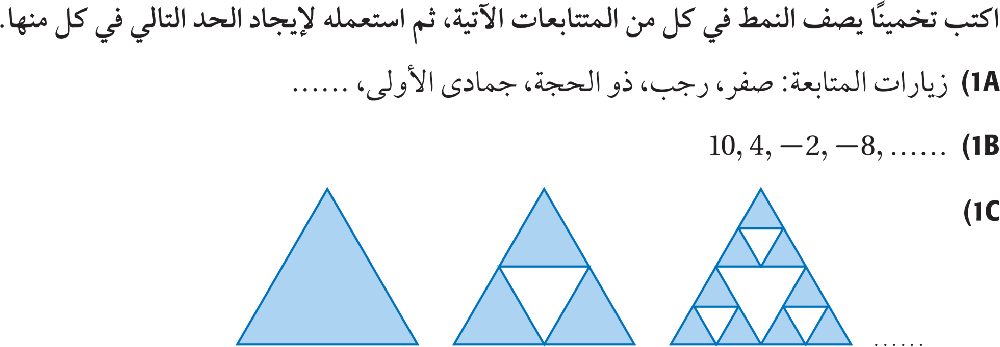 اكتب تخمينًا يصف النمط في كل من المتتابعات الآتية، ثم استعمله لإيجاد الحد التالي في كل منها.
1A) زيارات المتابعة: صفر، رجب، ذو الحجة، جمادى الأولى، ......
1B) 10, 4, −2, −8, ......
1C)
......